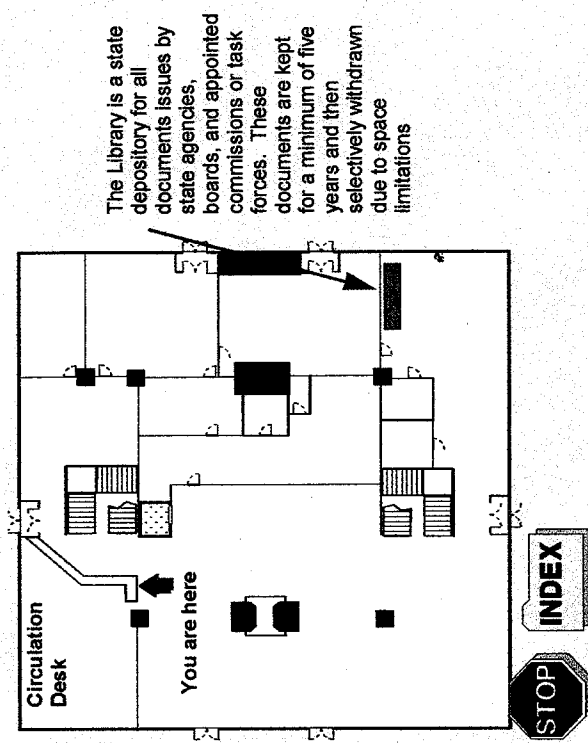 The Library is a state
depository for all
documents issues by
state agencies,
boards, and appointed
commissions or task
forces. These
documents are kept
for a minimum of five
years and then
selectively withdrawn
due to space
limitations
Circulation
Desk
You are here
STOP
INDEX